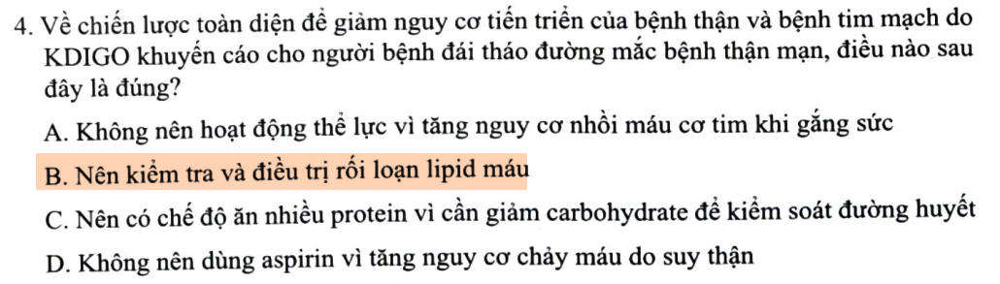 4. Về chiến lược toàn diện để giảm nguy cơ tiến triển của bệnh thận và bệnh tim mạch do
KDIGO khuyến cáo cho người bệnh đái tháo đường mắc bệnh thận mạn, điều nào sau
đây là đúng?
A. Không nên hoạt động thể lực vì tăng nguy cơ nhồi máu cơ tim khi gắng sức
B. Nên kiểm tra và điều trị rối loạn lipid máu
C. Nên có chế độ ăn nhiều protein vì cần giảm carbohydrate để kiểm soát đường huyết
D. Không nên dùng aspirin vì tăng nguy cơ chảy máu do suy thận